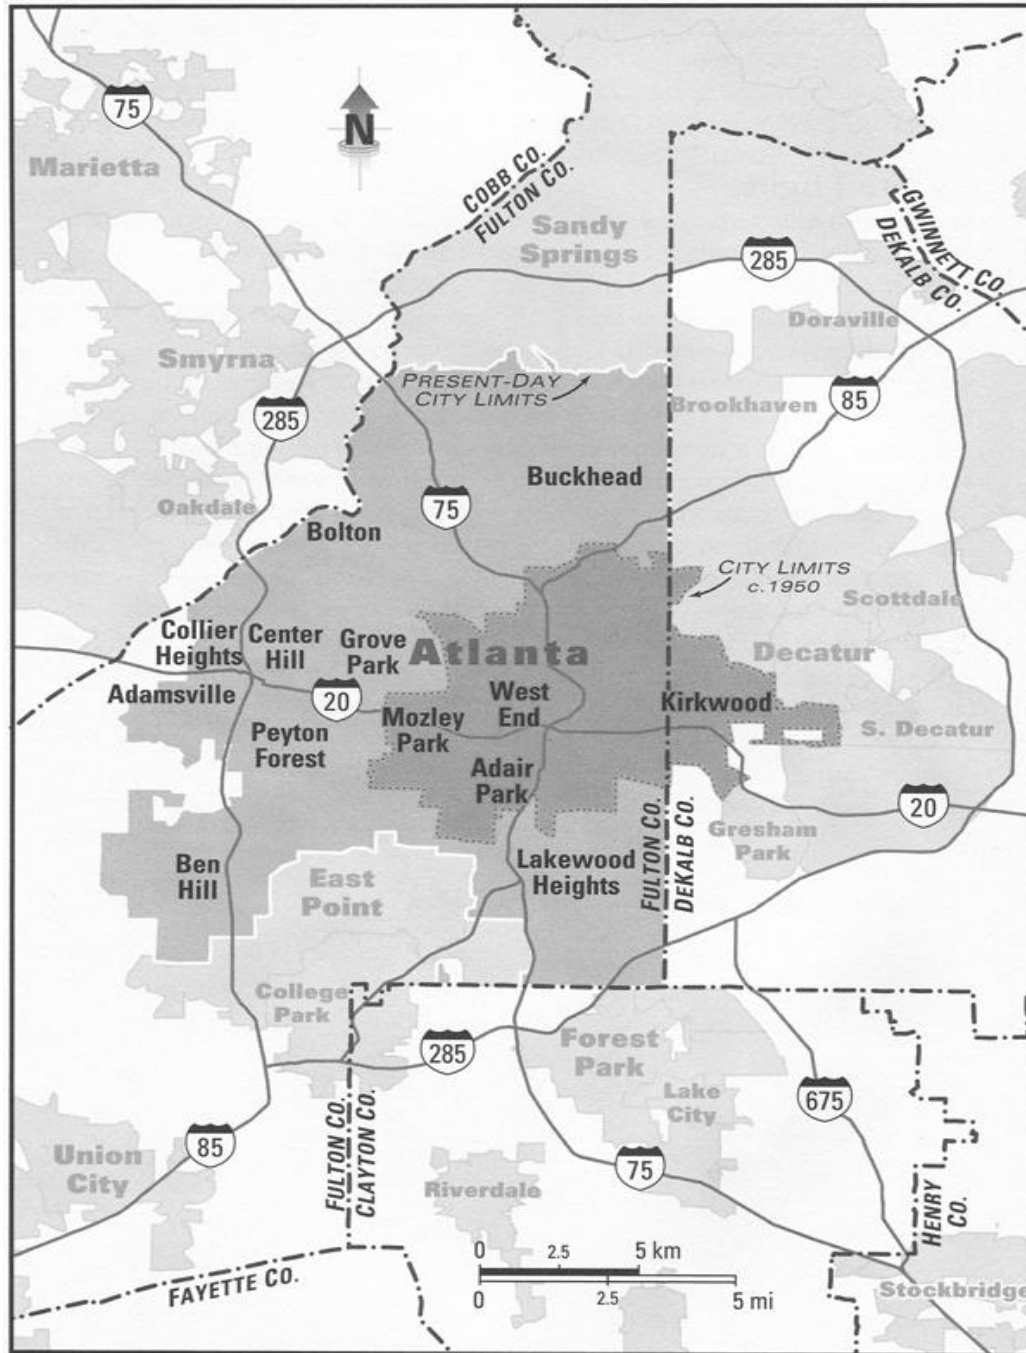 75
N
Marietta
COBB CO.
FULTON CO.
Sandy
Springs
285
GWINNETT CO.
DEKALB CO.
Doraville
Smyrna
PRESENT-DAY
CITY LIMITS
285
Brookhaven
85
Buckhead
75
Oakdale
Bolton
CITY LIMITS
c.1950
Scottdale
Collier
Heights
Center
Hill
Grove
Park
Atlanta
Decatur
Adamsville
20
West
End
Kirkwood
Peyton
Forest
Mozley
Park
S. Decatur
Adair
Park
20
FULTON CO.
DEKALB CO.
Gresham
Park
Ben
Hill
East
Point
Lakewood
Heights
College
Park
285
Forest
Park
Lake
City
675
Union
City
85
FULTON CO.
CLAYTON CO.
Riverdale
75
HENRY
CO.
FAYETTE CO.
0 2.5 5 km
0 2.5 5 mi
Stockbridge